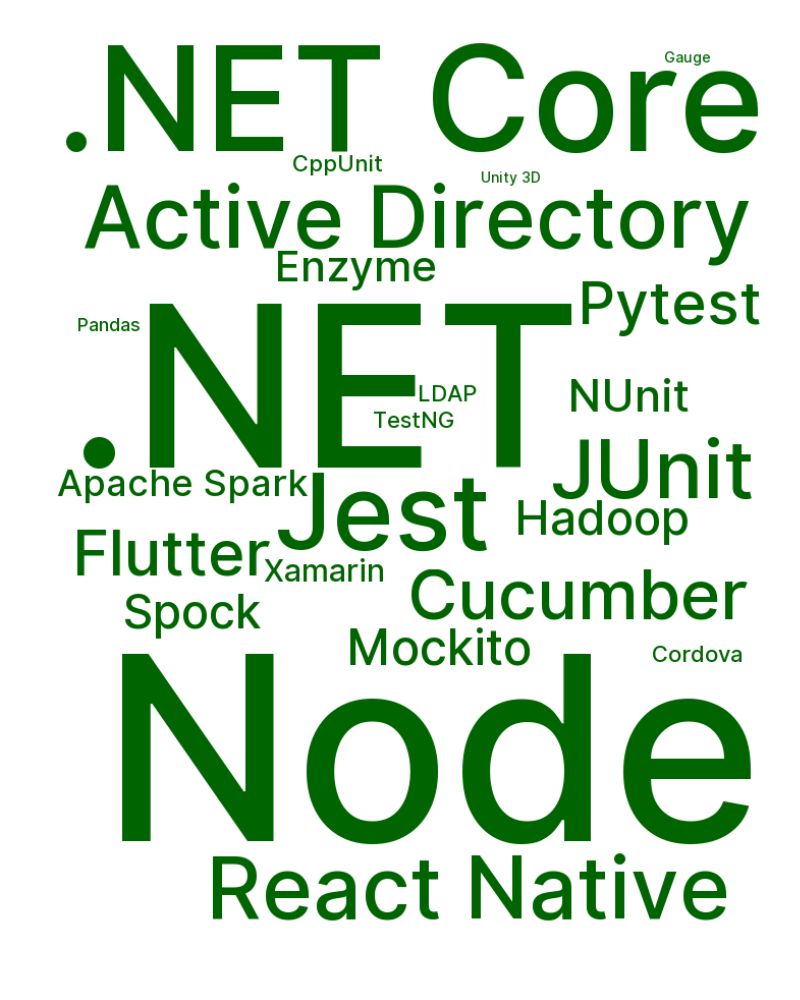 Gauge
.NET Core
CppUnit
Unity 3D
Active Directory
Enzyme
Pytest
Pandas
.NET
LDAP
NUnit
TestNG
JUnit
Apache Spark
Jest
Hadoop
Flutter
Xamarin
Cucumber
Spock
Mockito
Cordova
Node
React Native